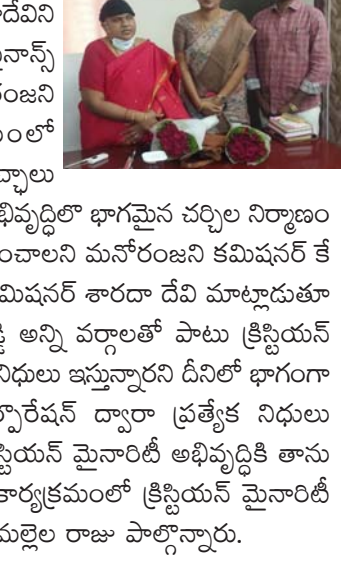 ాదేవిని
ైనాన్స్
రంజని
ంలో
చ్ఛాలు
భివృద్ధిలొ భాగమైన చర్చిల నిర్మాణం
ంచాలని మనోరంజని కమిషనర్ కే
మిషనర్ శారదా దేవి మాట్లాడుతూ
డ్డి అన్ని వర్గాలతో పాటు క్రిస్టియన్
నిధులు ఇస్తున్నారని దీనిలో భాగంగా
ర్పొరేషన్ ద్వారా ప్రత్యేక నిధులు
స్టియన్ మైనారిటీ అభివృద్ధికి తాను
కార్యక్రమంలో క్రిస్టియన్ మైనారిటీ
మల్లెల రాజు పాల్గొన్నారు.